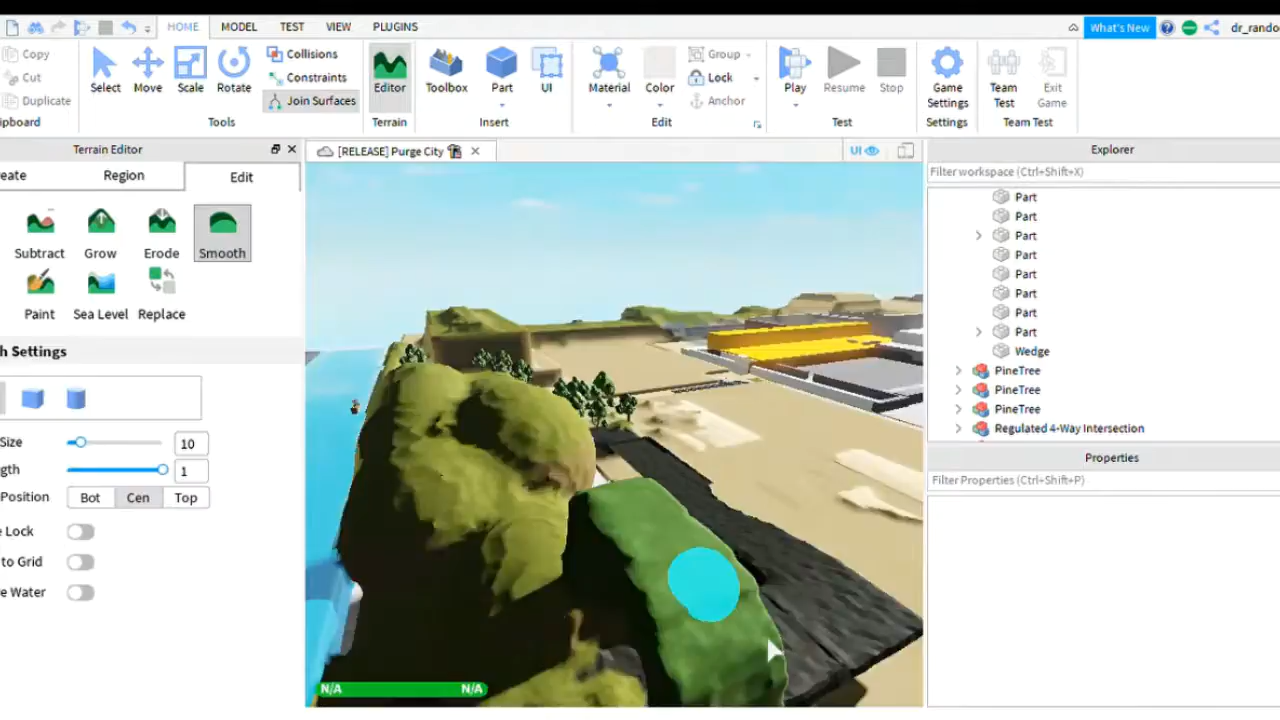 HOME MODEL TEST VIEW PLUGINS What's New dr_rando
Copy
Cut
Duplicate
ipboard
Select Move Scale Rotate
Collisions
Constraints
Join Surfaces
Tools
Editor
Terrain
Toolbox Part UI
Insert
Material Color
Group
Lock
Anchor
Edit
Play Resume Stop
Test
Game Settings
Settings
Team Test
Exit Game
Team Test
Terrain Editor
[RELEASE] Purge City
UI
Explorer
eate Region Edit
Filter workspace (Ctrl+Shift+X)
Subtract Grow Erode Smooth
Paint Sea Level Replace
h Settings
Size 10
gth 1
Position Bot Cen Top
e Lock
to Grid
e Water
N/A N/A
Part
Part
Part
Part
Part
Part
Part
Part
Wedge
PineTree
PineTree
PineTree
Regulated 4-Way Intersection
Properties
Filter Properties (Ctrl+Shift+P)